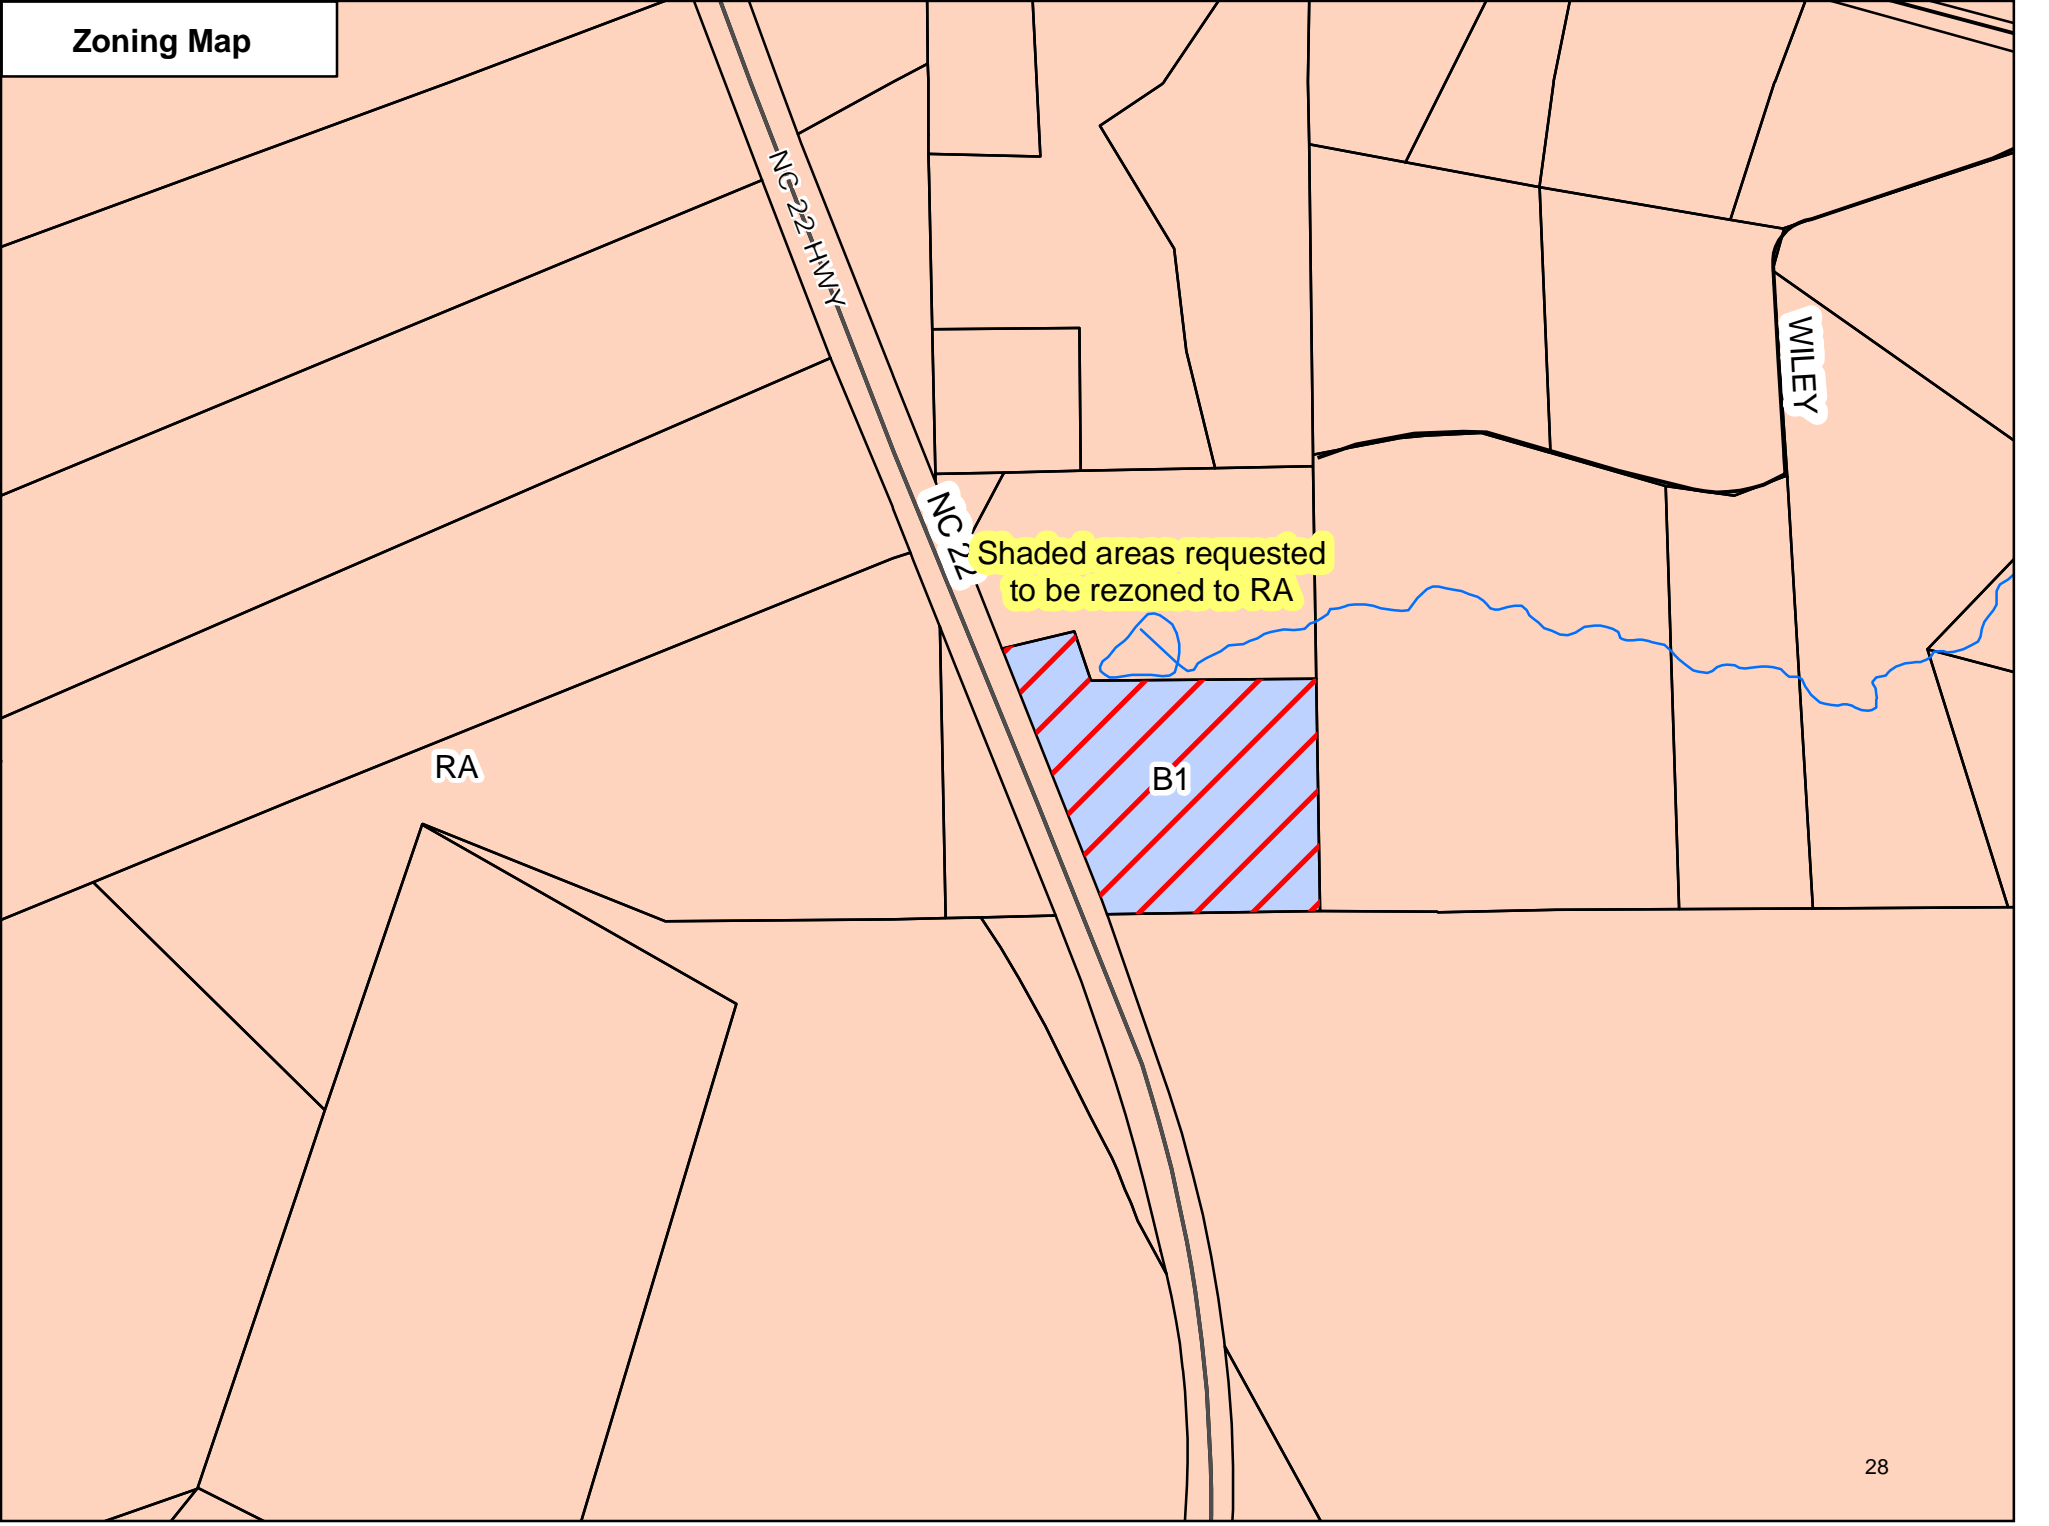 Zoning Map
NC 22 HWY
WILEY
NC 22
Shaded areas requested
to be rezoned to RA
RA
B1
28